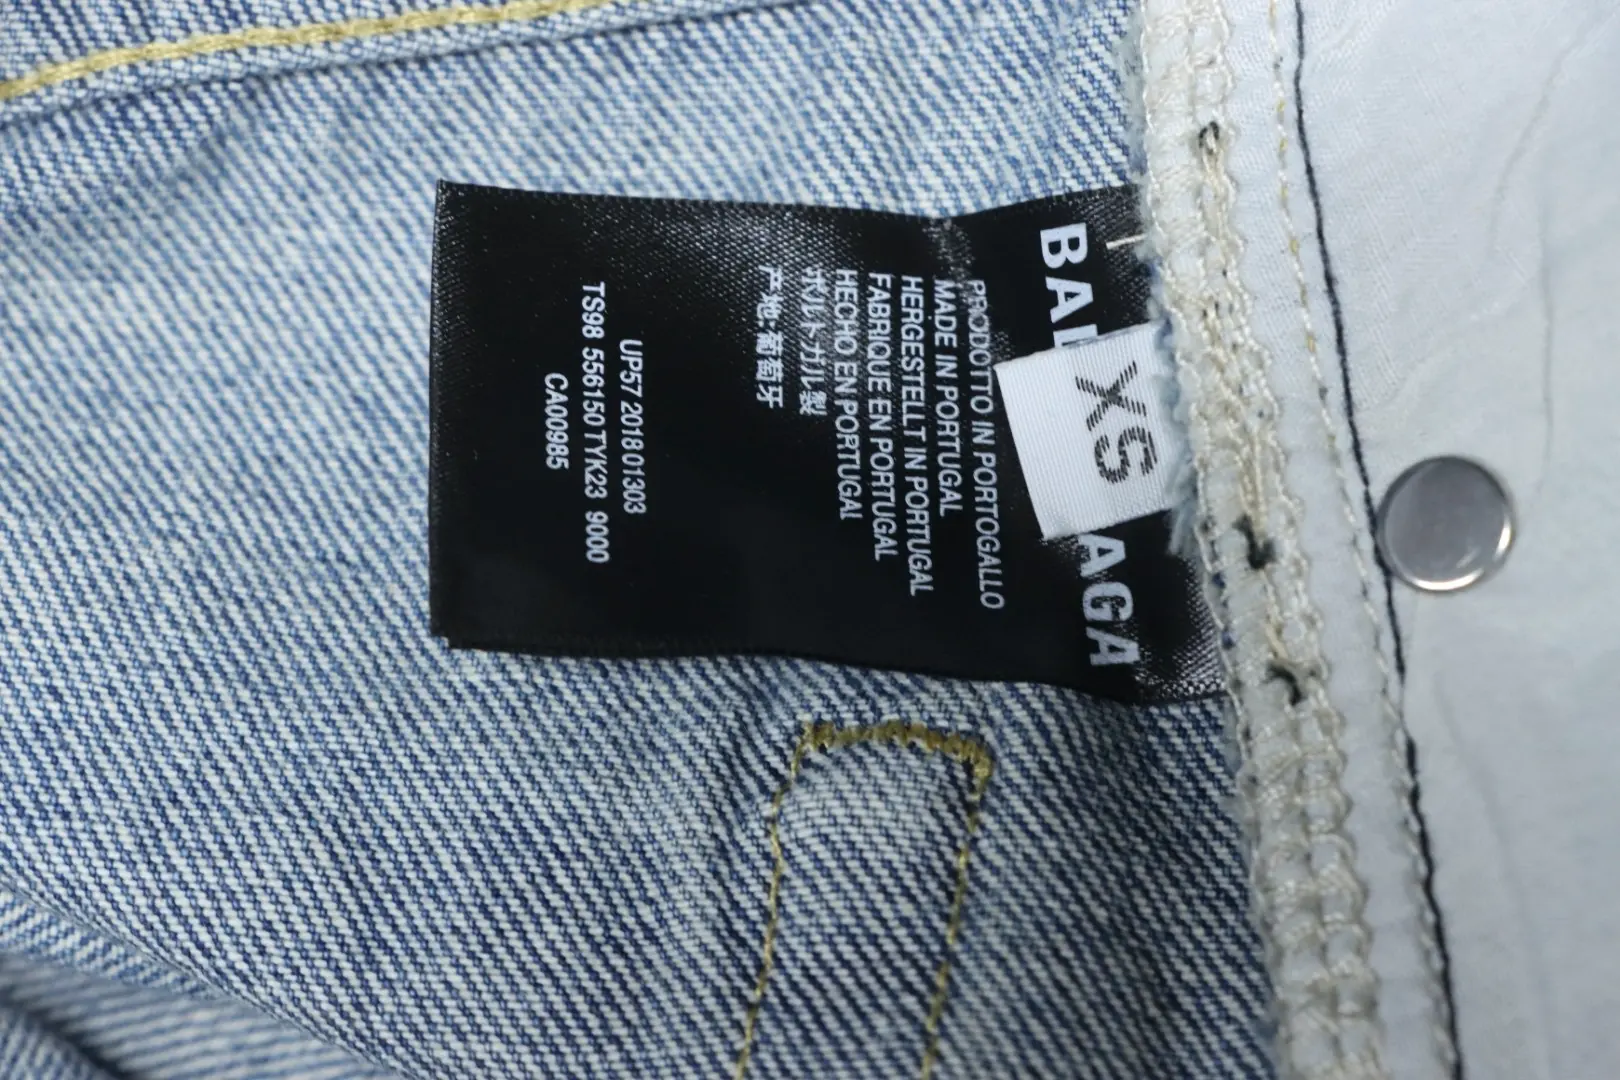 BAL AGA
XS
PRODOTTO IN PORTOGALLO
MADE IN PORTUGAL
HERGESTELLT IN PORTUGAL
FABRIQUE EN PORTUGAL
HECHO EN PORTUGAL
ポルトガル製
产地:葡萄牙
UP57 2018 01303
TS98 556150 TYK23 9000
CA00985